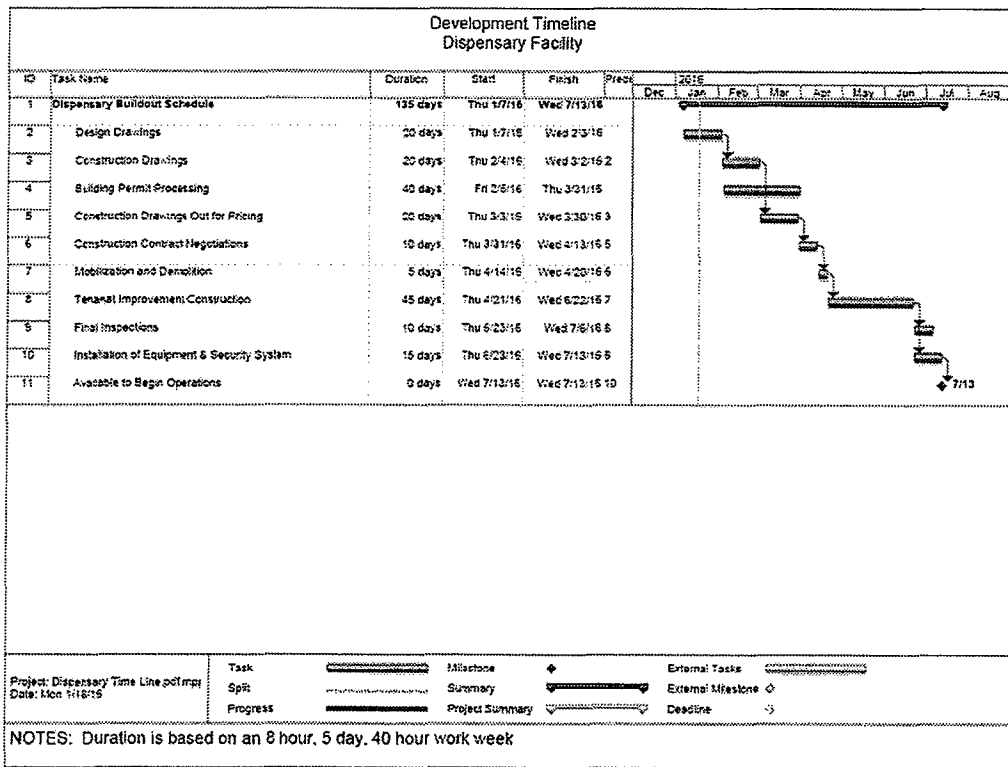 Development Timeline
Dispensary Facility
ID Task Name Duration Start Finish Prede 2016
Dec Jan Feb Mar Apr May Jun Jul Aug
1 Dispensary Buildout Schedule 135 days Thu 1/7/16 Wed 7/13/16
2 Design Drawings 20 days Thu 1/7/16 Wed 2/3/16
3 Construction Drawings 20 days Thu 2/4/16 Wed 3/2/16 2
4 Building Permit Processing 40 days Fri 2/5/16 Thu 3/31/16
5 Construction Drawings Out for Pricing 20 days Thu 3/3/16 Wed 3/30/16 3
6 Construction Contract Negotiations 10 days Thu 3/31/16 Wed 4/13/16 5
7 Mobilization and Demolition 5 days Thu 4/14/16 Wed 4/20/16 6
8 Tenanat Improvement Construction 45 days Thu 4/21/16 Wed 6/22/16 7
9 Final Inspections 10 days Thu 6/23/16 Wed 7/6/16 8
10 Installation of Equipment & Security System 15 days Thu 6/23/16 Wed 7/13/16 8
11 Available to Begin Operations 0 days Wed 7/13/16 Wed 7/13/16 10 7/13
Project: Dispensary Time Line.pdf.mpp
Date: Mon 1/18/16
Task Milestone External Tasks
Split Summary External Milestone
Progress Project Summary Deadline
NOTES: Duration is based on an 8 hour, 5 day, 40 hour work week